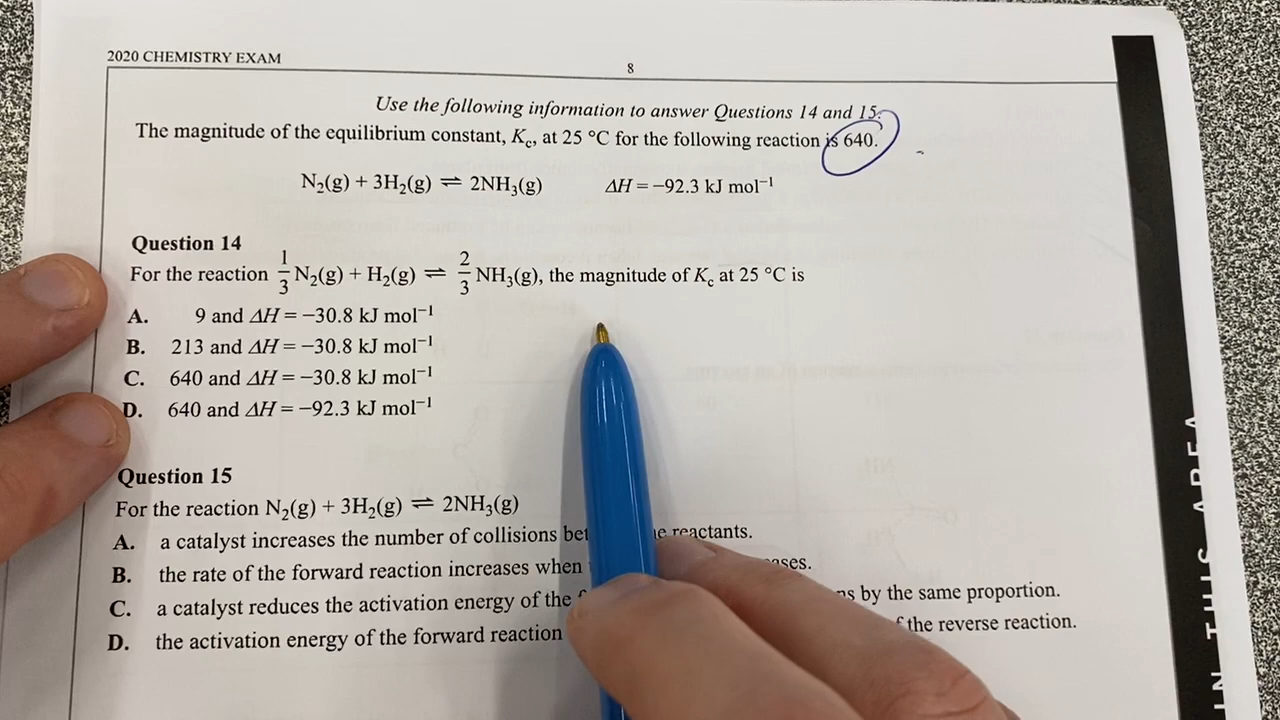 2020 CHEMISTRY EXAM
8
Use the following information to answer Questions 14 and 15.
The magnitude of the equilibrium constant, Kc, at 25 °C for the following reaction is 640.
N₂(g) + 3H₂(g) ⇌ 2NH₃(g) ΔH = −92.3 kJ mol⁻¹
Question 14
For the reaction 1/3 N₂(g) + H₂(g) ⇌ 2/3 NH₃(g), the magnitude of Kc at 25 °C is
A. 9 and ΔH = −30.8 kJ mol⁻¹
B. 213 and ΔH = −30.8 kJ mol⁻¹
C. 640 and ΔH = −30.8 kJ mol⁻¹
D. 640 and ΔH = −92.3 kJ mol⁻¹
Question 15
For the reaction N₂(g) + 3H₂(g) ⇌ 2NH₃(g)
A. a catalyst increases the number of collisions reactants.
B. the rate of the forward reaction increases when
C. a catalyst reduces the activation energy of the by the same proportion.
D. the activation energy of the forward reaction the reverse reaction.
IN THIS AREA